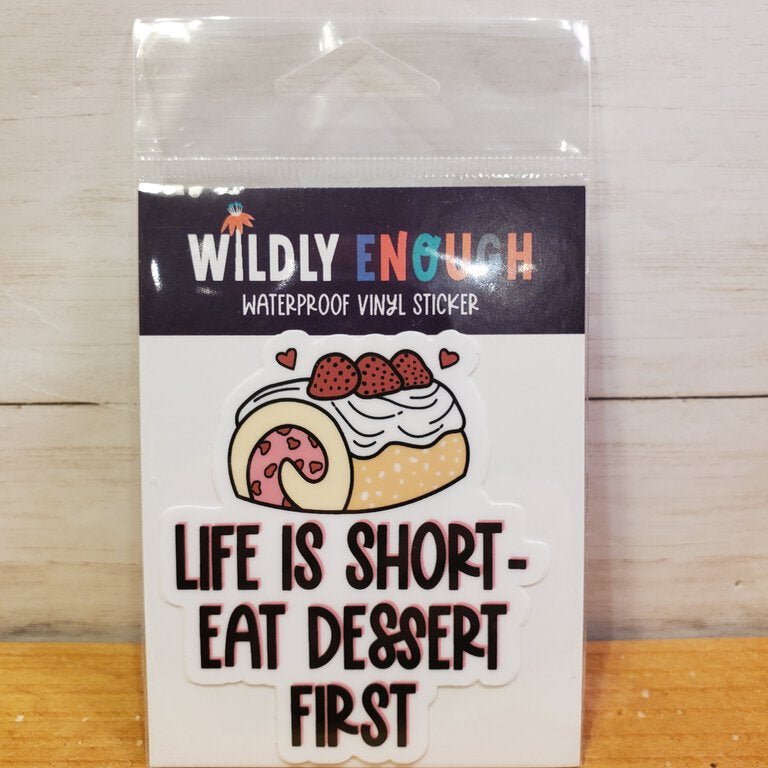 WILDLY ENOUGH
WATERPROOF VINYL STICKER
LIFE IS SHORT-
EAT DESSERT
FIRST